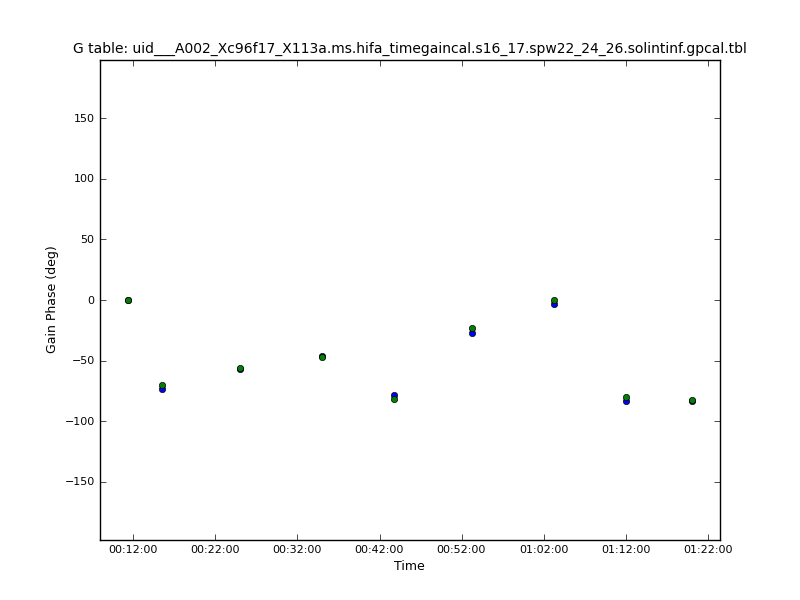 G table: uid___A002_Xc96f17_X113a.ms.hifa_timegaincal.s16_17.spw22_24_26.solintinf.gpcal.tbl
150
100
50
0
−50
−100
−150
Gain Phase (deg)
00:12:00 00:22:00 00:32:00 00:42:00 00:52:00 01:02:00 01:12:00 01:22:00
Time